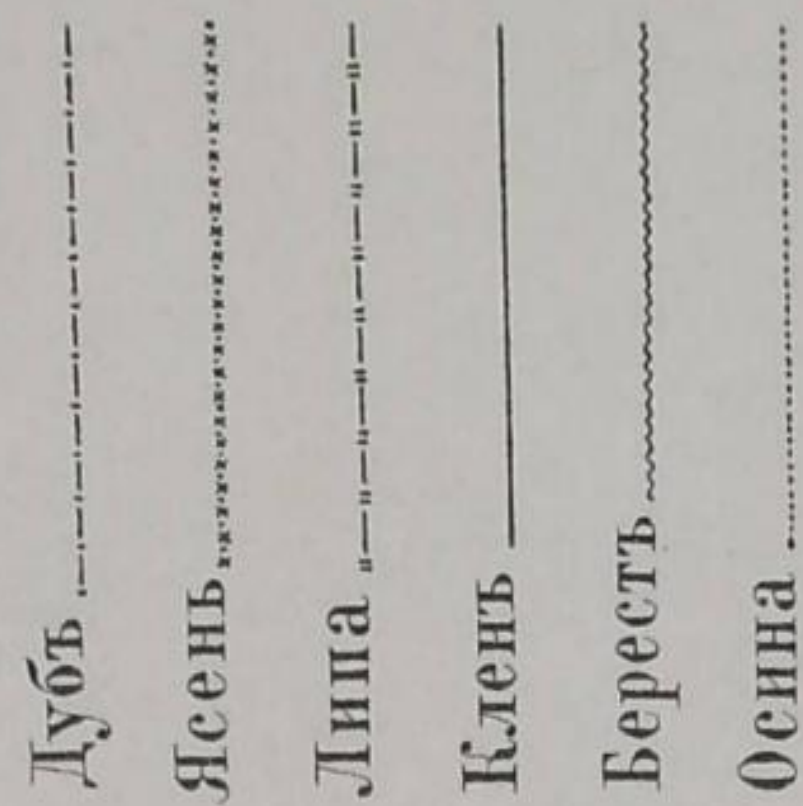 Дубъ
Ясень
Липа
Кленъ
Берестъ
Осина